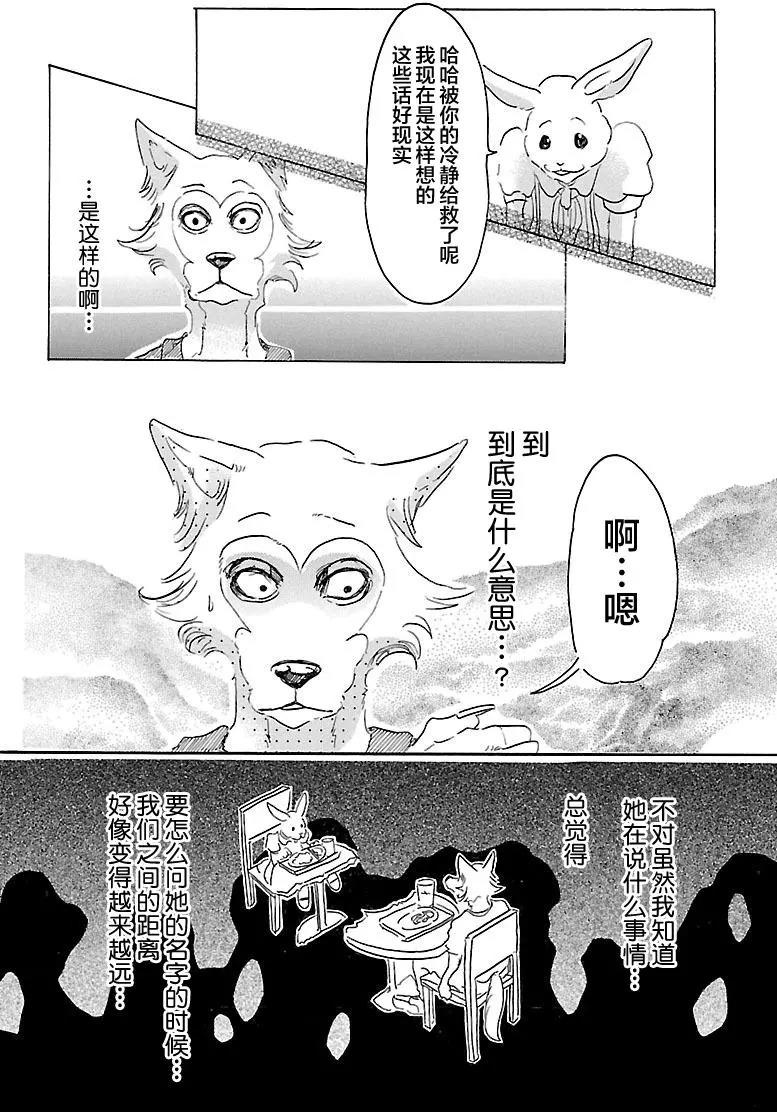 哈哈被你的冷静给救了呢
我现在是这样想的
这些话好现实
…是这样的啊…
啊…嗯
到
到底是什么意思…？
不对虽然我知道
她在说什么事情…
总觉得
要怎么问她的名字的时候…
我们之间的距离
好像变得越来越远…